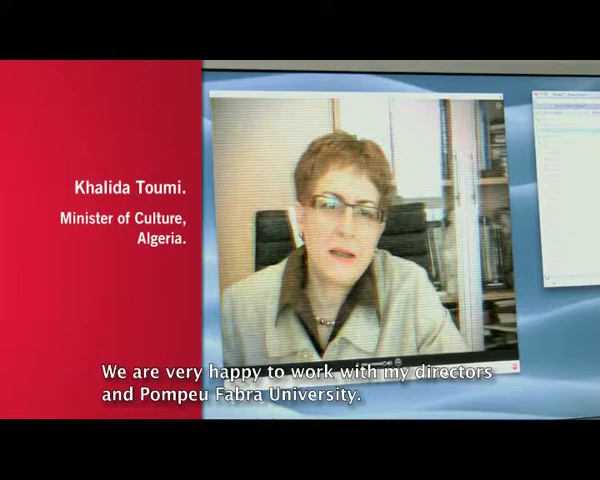 Khalida Toumi.
Minister of Culture,
Algeria.
We are very happy to work with my directors
and Pompeu Fabra University.